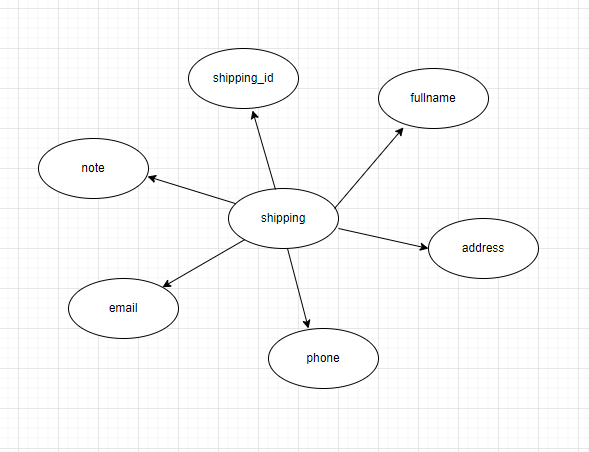 shipping_id
fullname
note
shipping
address
email
phone